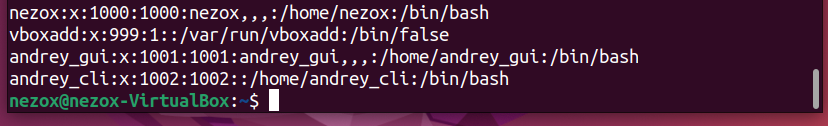 nezox:x:1000:1000:nezox,,,:/home/nezox:/bin/bash
vboxadd:x:999:1::/var/run/vboxadd:/bin/false
andrey_gui:x:1001:1001:andrey_gui,,,:/home/andrey_gui:/bin/bash
andrey_cli:x:1002:1002::/home/andrey_cli:/bin/bash
nezox@nezox-VirtualBox:~$